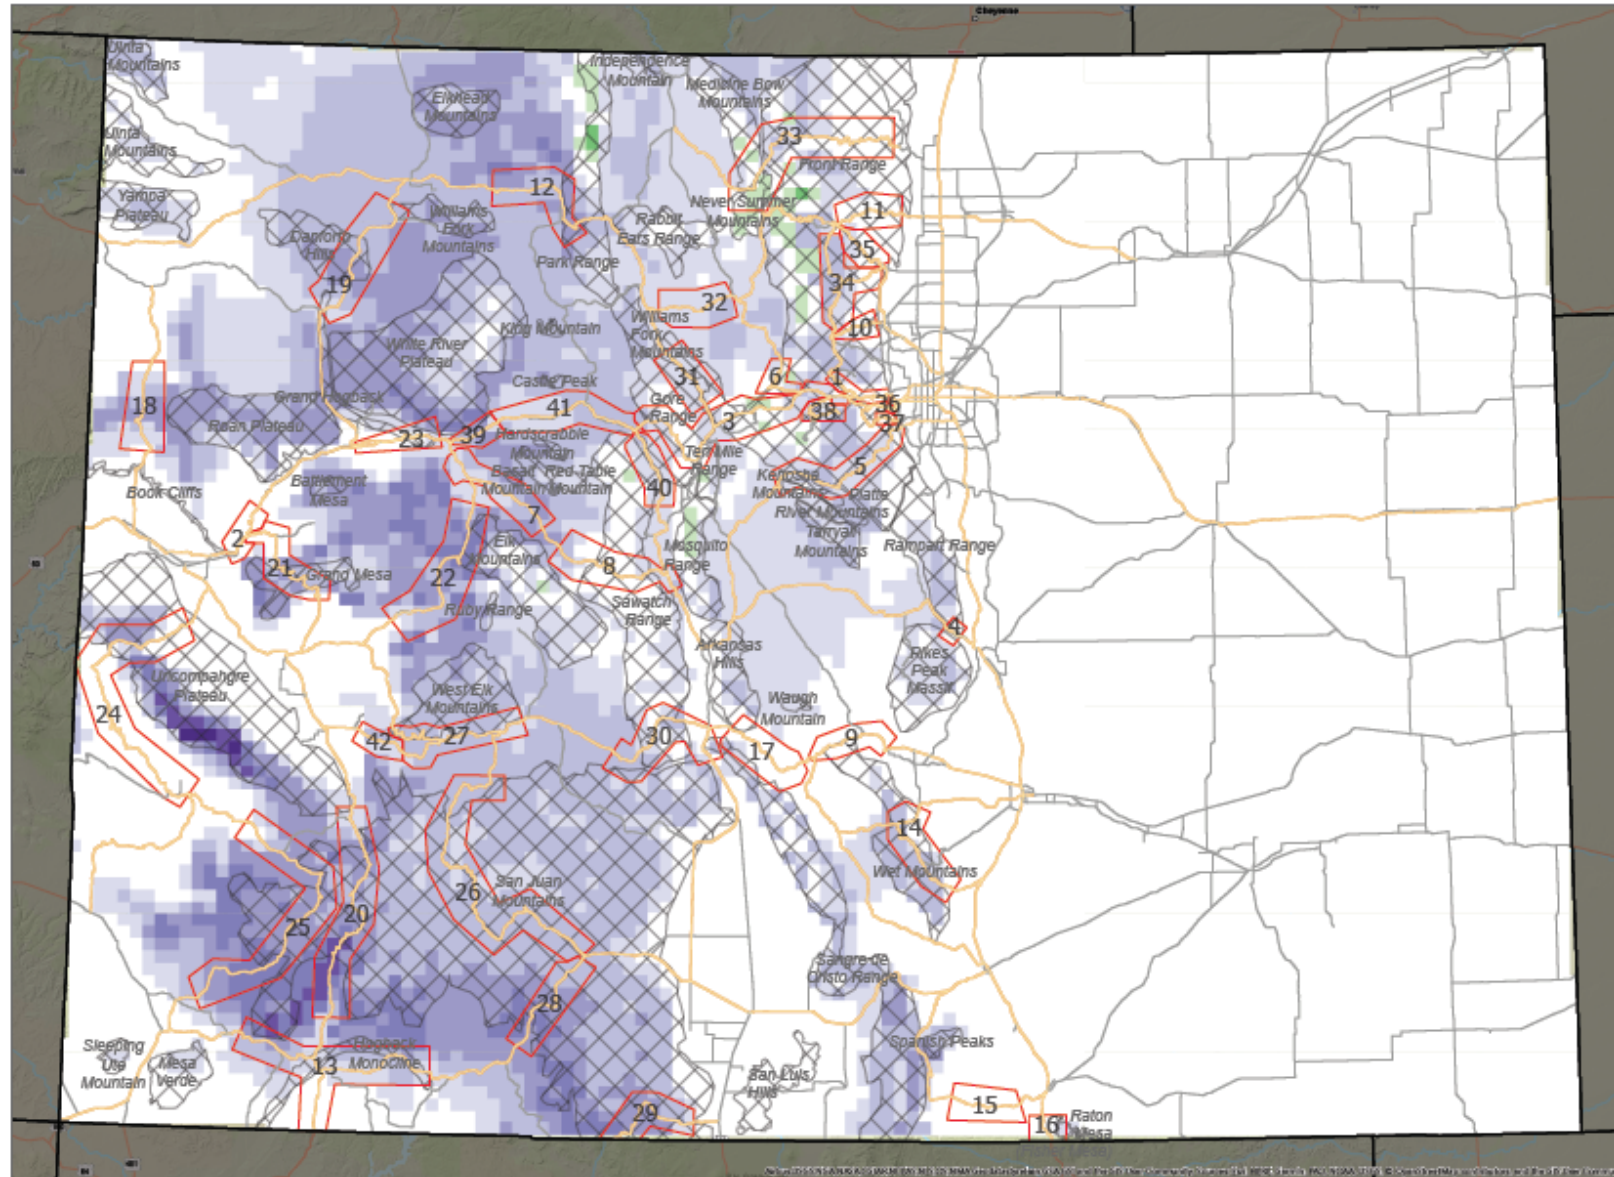 Cheyenne
Uinta
Mountains
Independence
Mountain
Medicine Bow
Mountains
Elkhead
Mountains
Uinta
Mountains
33
Front Range
12
Yampa
Plateau
Never Summer
Mountains
11
Williams
Fork
Mountains
Rabbit
Ears Range
Danforth
Hills
35
Park Range
19
34
32
10
King Mountain
Williams
Fork
Mountains
White River
Plateau
6
1
31
Castle Peak
Grand Hogback
18
41
Gore
Range
3
38
36
37
Roan Plateau
23
39
Hardscrabble
Mountain
Ten Mile
Range
5
Basalt
Mountain
Red Table
Mountain
Kenosha
Mountains
Battlement
Mesa
40
Book Cliffs
Platte
River Mountains
7
2
Tarryall
Mountains
Rampart Range
Elk
Mountains
Mosquito
Range
21
Grand Mesa
22
8
Ruby Range
Sawatch
Range
4
Arkansas
Hills
Pikes
Peak
Massif
Uncompahgre
Plateau
West Elk
Mountains
Waugh
Mountain
24
42
27
30
17
9
14
Wet Mountains
26
San Juan
Mountains
20
25
Sangre de
Cristo Range
28
Spanish Peaks
Sleeping
Ute
Mountain
Mesa
Verde
13
Hogback
Monocline
San Luis
Hills
29
15
16
Raton
Mesa
(Fisher Mesa)